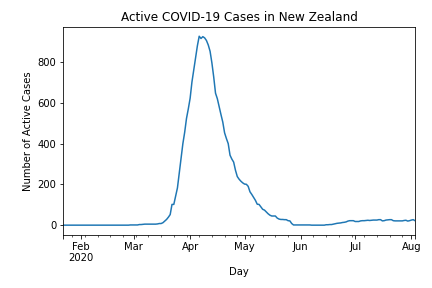 Active COVID-19 Cases in New Zealand
Number of Active Cases
800
600
400
200
0
Feb Mar Apr May Jun Jul Aug
2020
Day